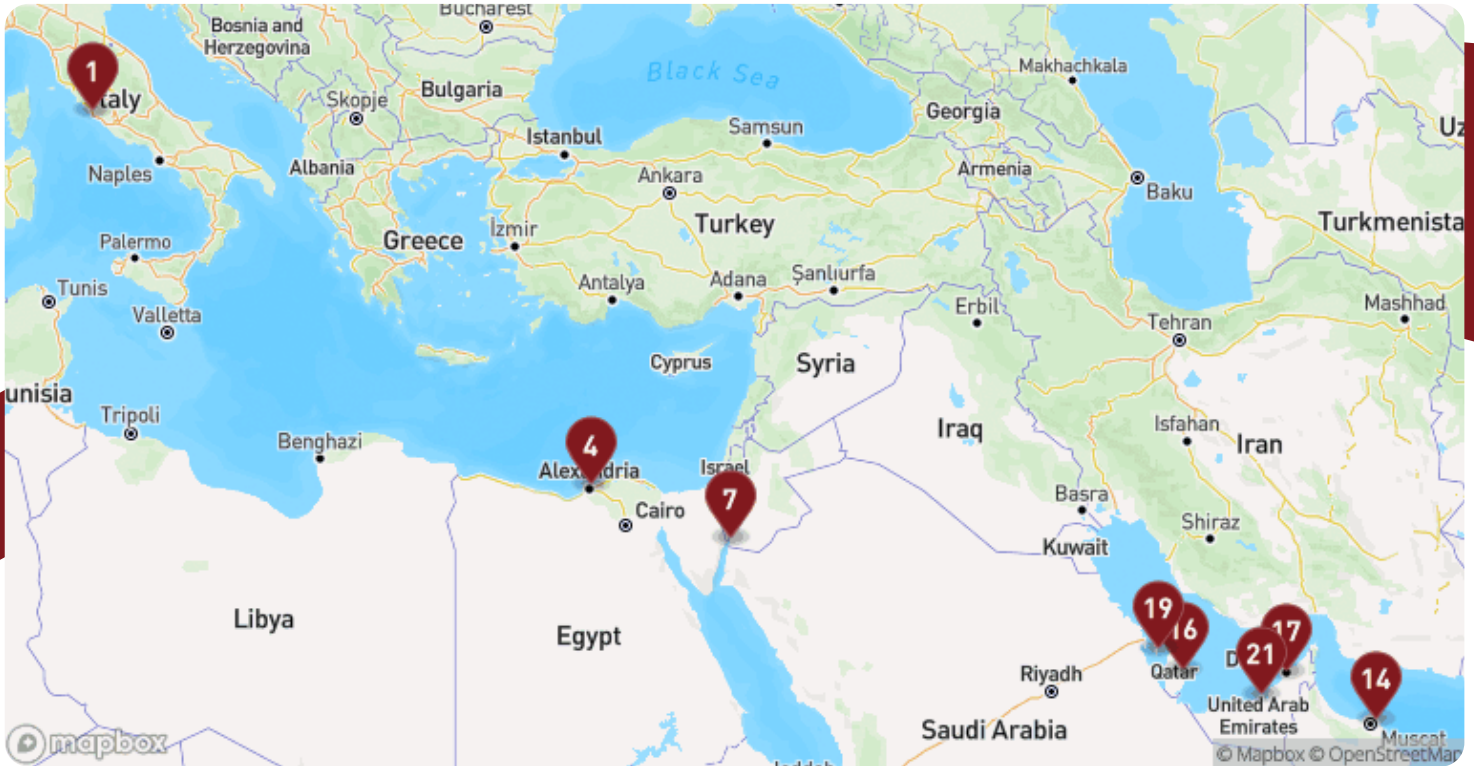 Bucharest
Bosnia and
Herzegovina
1
Italy
Black Sea
Makhachkala
Bulgaria
Skopje
Georgia
Uz
Istanbul
Samsun
Albania
Naples
Ankara
Armenia
Baku
Turkey
Turkmenista
Greece
İzmir
Palermo
Antalya
Adana
Şanlıurfa
Tunis
Erbil
Mashhad
Valletta
Tehran
Cyprus
Syria
unisia
Tripoli
Benghazi
4
Isfahan
Iraq
Iran
Alexandria
Israel
7
Basra
Cairo
Shiraz
Kuwait
19
16
17
Libya
Egypt
D
21
Qatar
Riyadh
14
United Arab
Emirates
Saudi Arabia
Muscat
mapbox
© Mapbox © OpenStreetMap
Jeddah